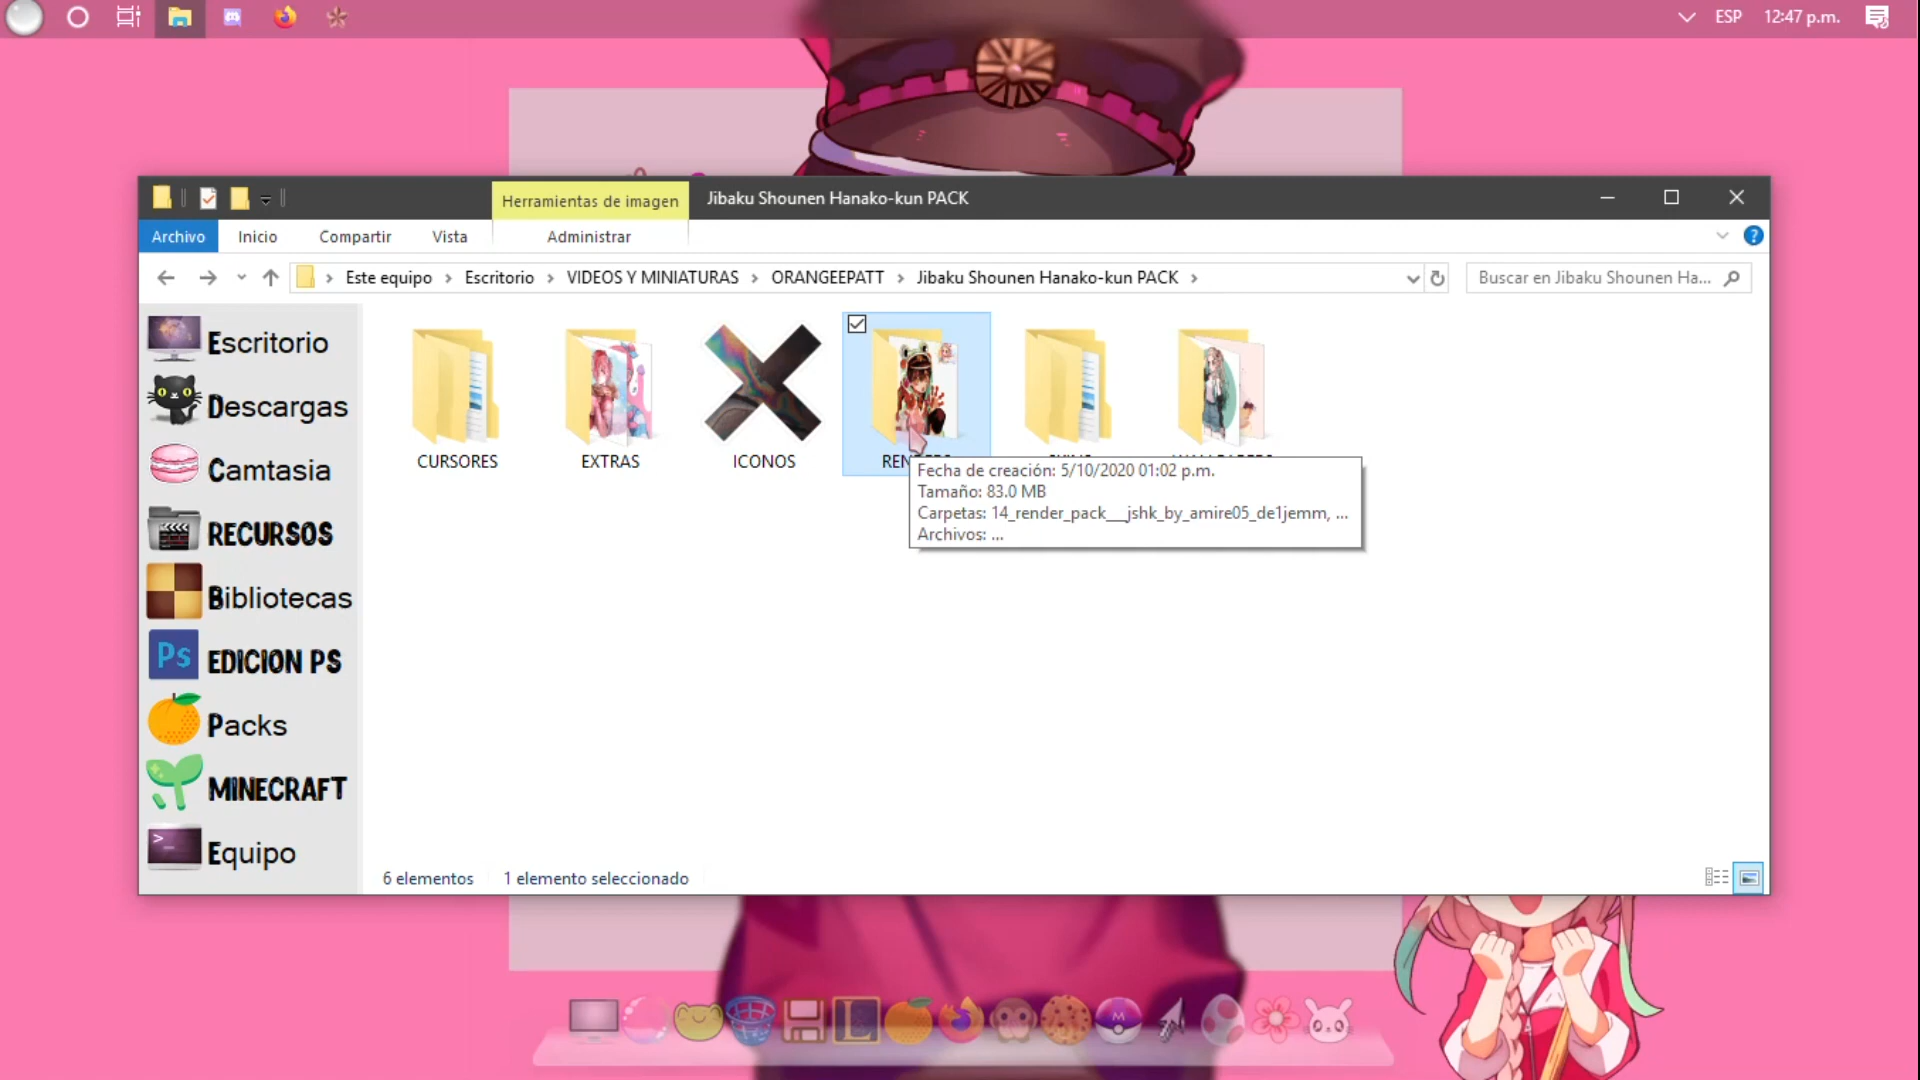 ESP
12:47 p.m.
Herramientas de imagen
Jibaku Shounen Hanako-kun PACK
Archivo
Inicio
Compartir
Vista
Administrar
Este equipo > Escritorio > VIDEOS Y MINIATURAS > ORANGEEPATT > Jibaku Shounen Hanako-kun PACK >
Buscar en Jibaku Shounen Ha...
Escritorio
Descargas
Camtasia
RECURSOS
Bibliotecas
Ps
EDICION PS
Packs
MINECRAFT
Equipo
CURSORES
EXTRAS
ICONOS
Fecha de creación: 5/10/2020 01:02 p.m.
Tamaño: 83.0 MB
Carpetas: 14_render_pack__jshk_by_amire05_de1jemm, ...
Archivos: ...
6 elementos
1 elemento seleccionado
L
M